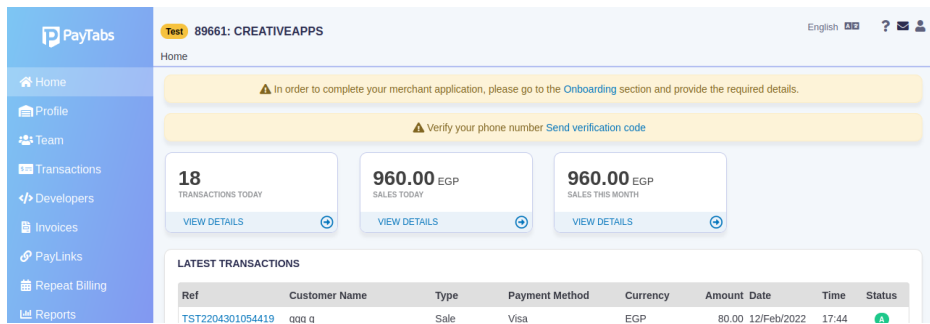 PayTabs
Test 89661: CREATIVEAPPS
English
Home
Home
Profile
Team
Transactions
Developers
Invoices
PayLinks
Repeat Billing
Reports
In order to complete your merchant application, please go to the Onboarding section and provide the required details.
Verify your phone number Send verification code
18
TRANSACTIONS TODAY
VIEW DETAILS
960.00 EGP
SALES TODAY
VIEW DETAILS
960.00 EGP
SALES THIS MONTH
VIEW DETAILS
LATEST TRANSACTIONS
Ref Customer Name Type Payment Method Currency Amount Date Time Status
TST2204301054419 qqq q Sale Visa EGP 80.00 12/Feb/2022 17:44 A